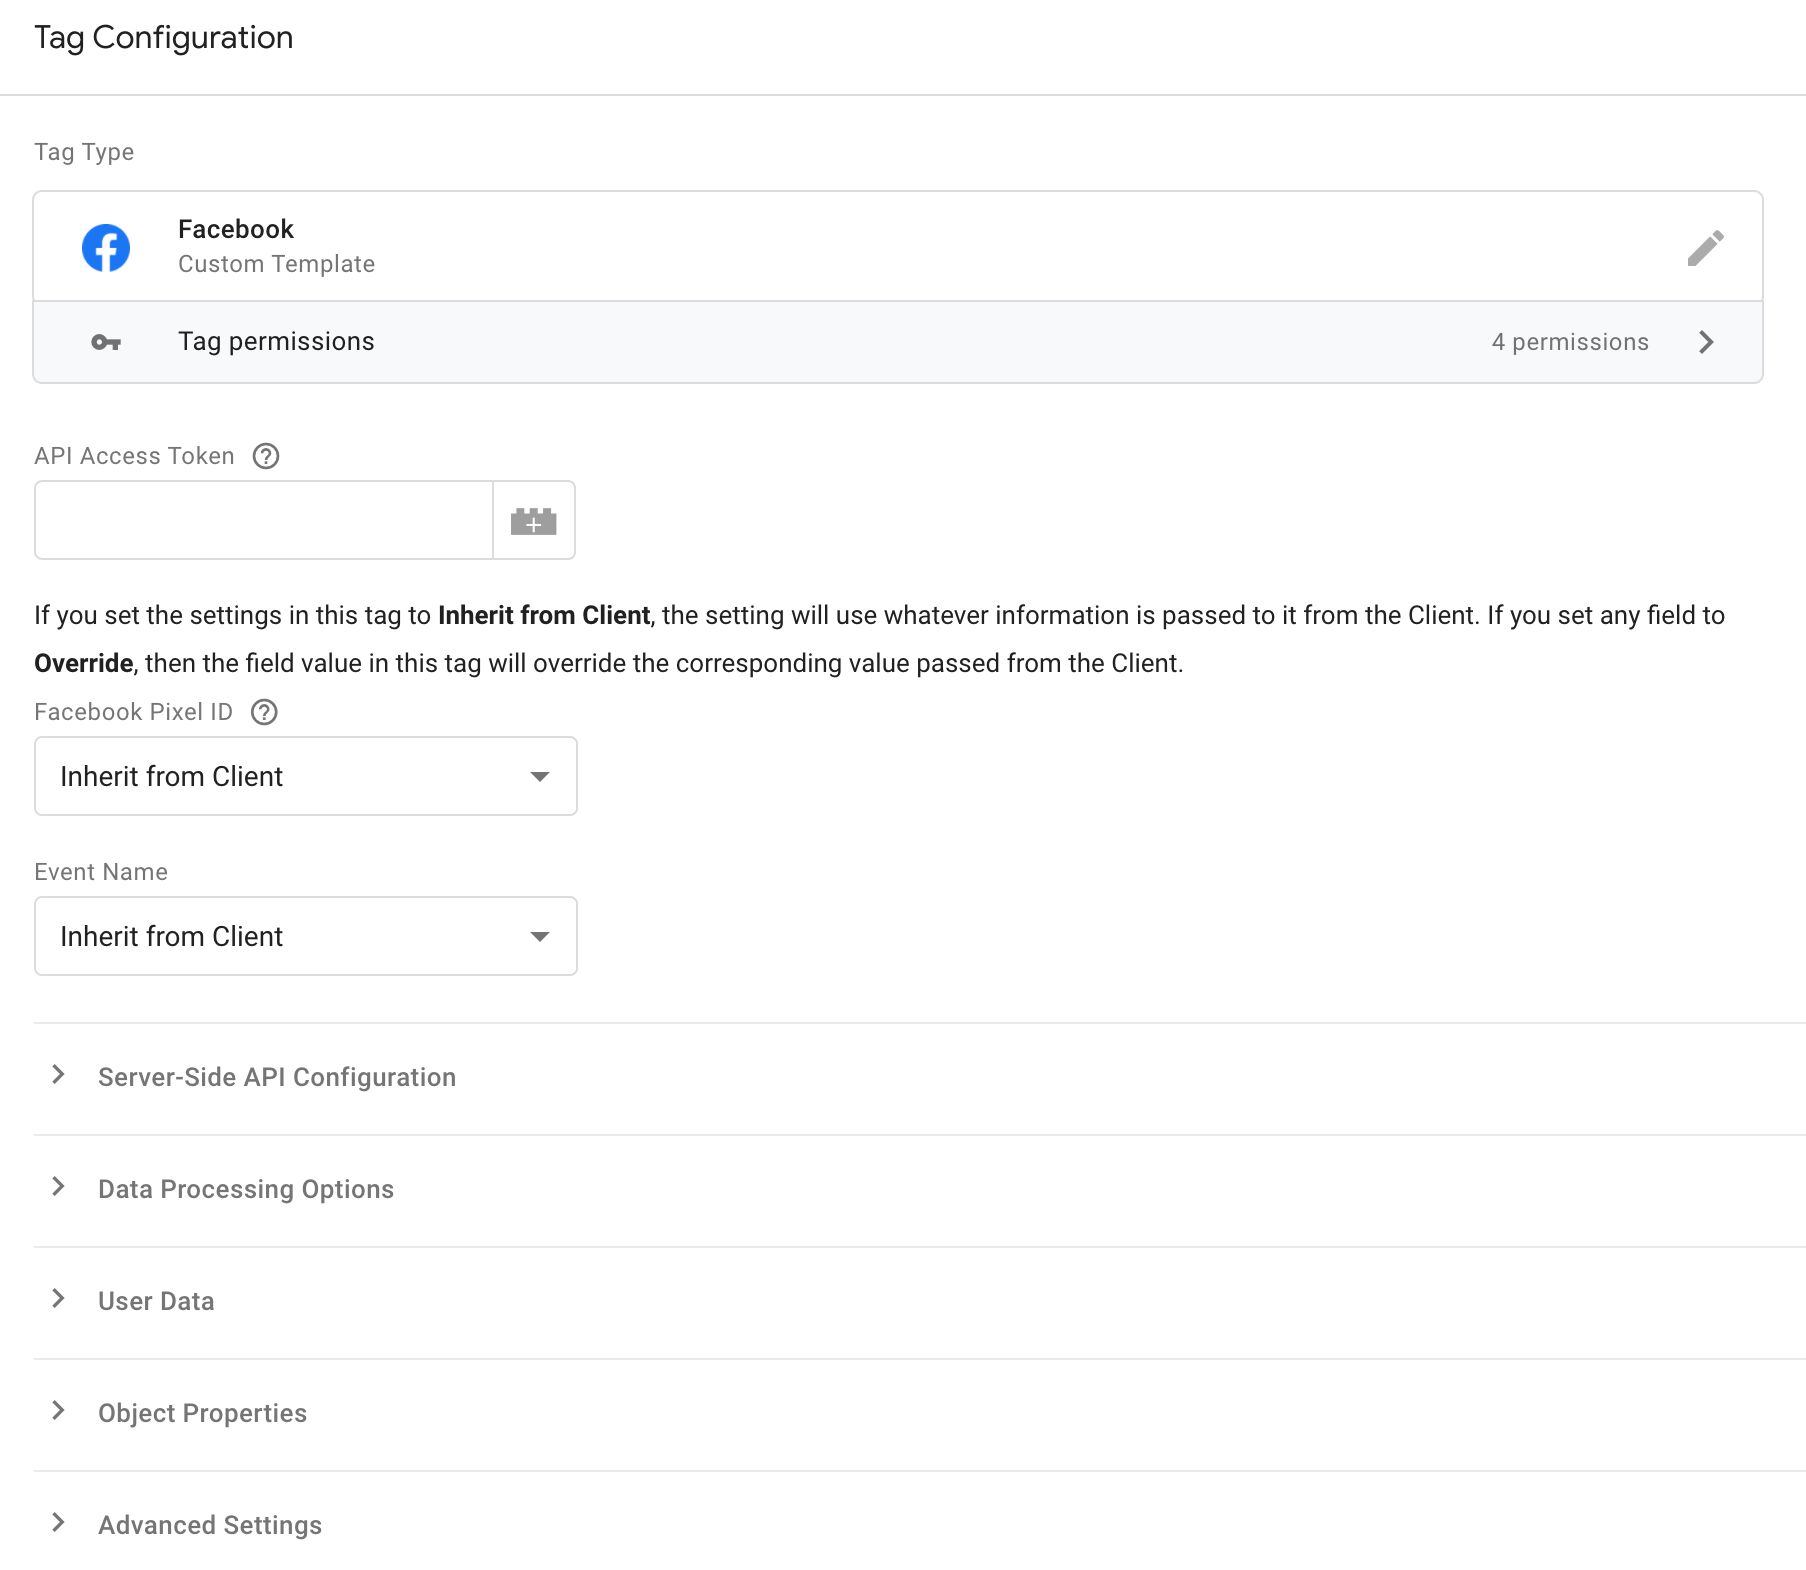 Tag Configuration
Tag Type
Facebook
Custom Template
Tag permissions 4 permissions
API Access Token
If you set the settings in this tag to Inherit from Client, the setting will use whatever information is passed to it from the Client. If you set any field to
Override, then the field value in this tag will override the corresponding value passed from the Client.
Facebook Pixel ID
Inherit from Client
Event Name
Inherit from Client
Server-Side API Configuration
Data Processing Options
User Data
Object Properties
Advanced Settings